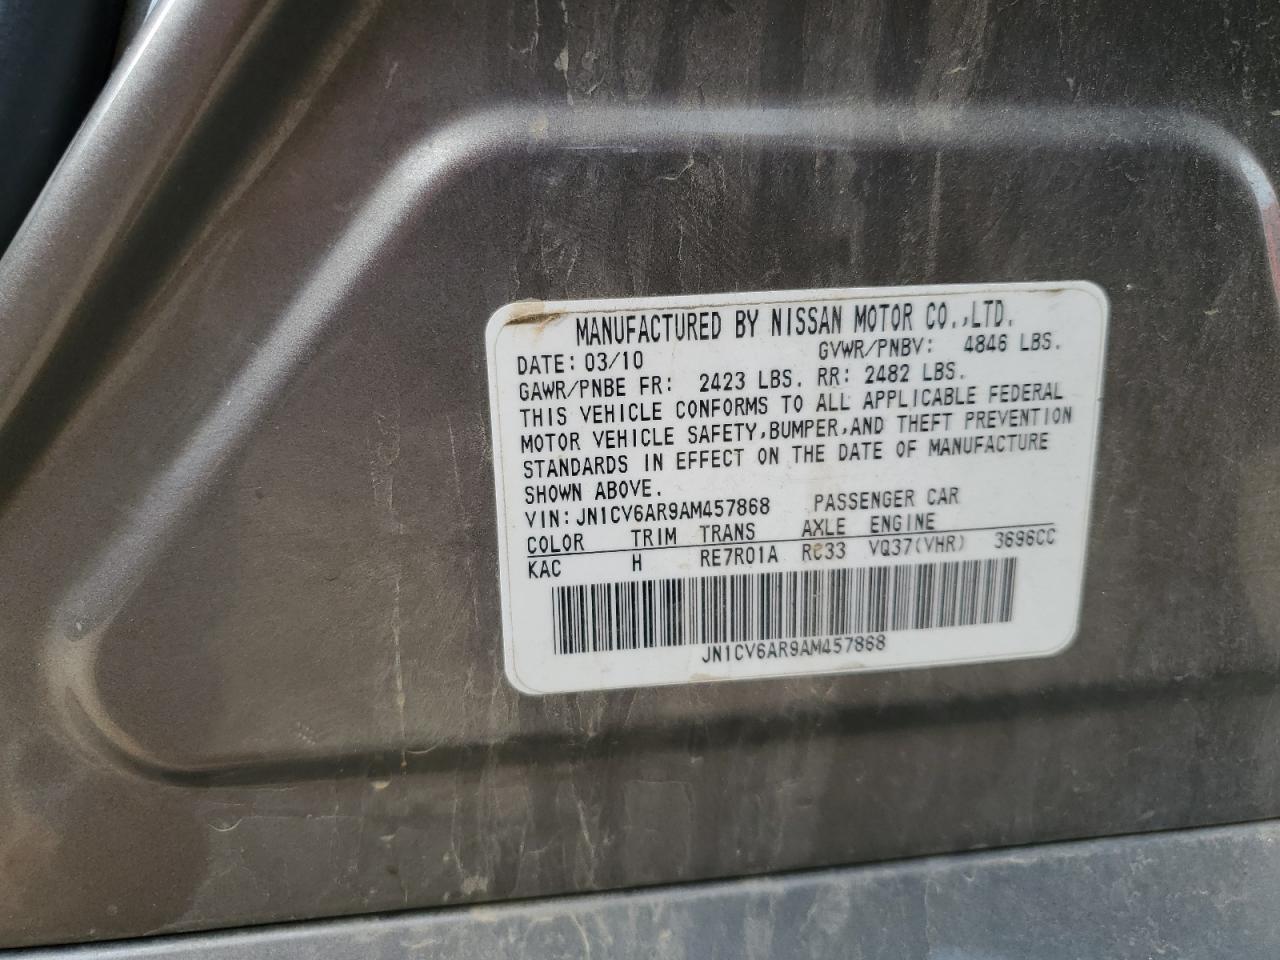 MANUFACTURED BY NISSAN MOTOR CO.,LTD.
DATE: 03/10 GVWR/PNBV: 4846 LBS.
GAWR/PNBE FR: 2423 LBS. RR: 2482 LBS.
THIS VEHICLE CONFORMS TO ALL APPLICABLE FEDERAL
MOTOR VEHICLE SAFETY,BUMPER,AND THEFT PREVENTION
STANDARDS IN EFFECT ON THE DATE OF MANUFACTURE
SHOWN ABOVE.
VIN: JN1CV6AR9AM457868 PASSENGER CAR
COLOR TRIM TRANS AXLE ENGINE
KAC H RE7R01A RC33 VQ37(VHR) 3696CC
JN1CV6AR9AM457868